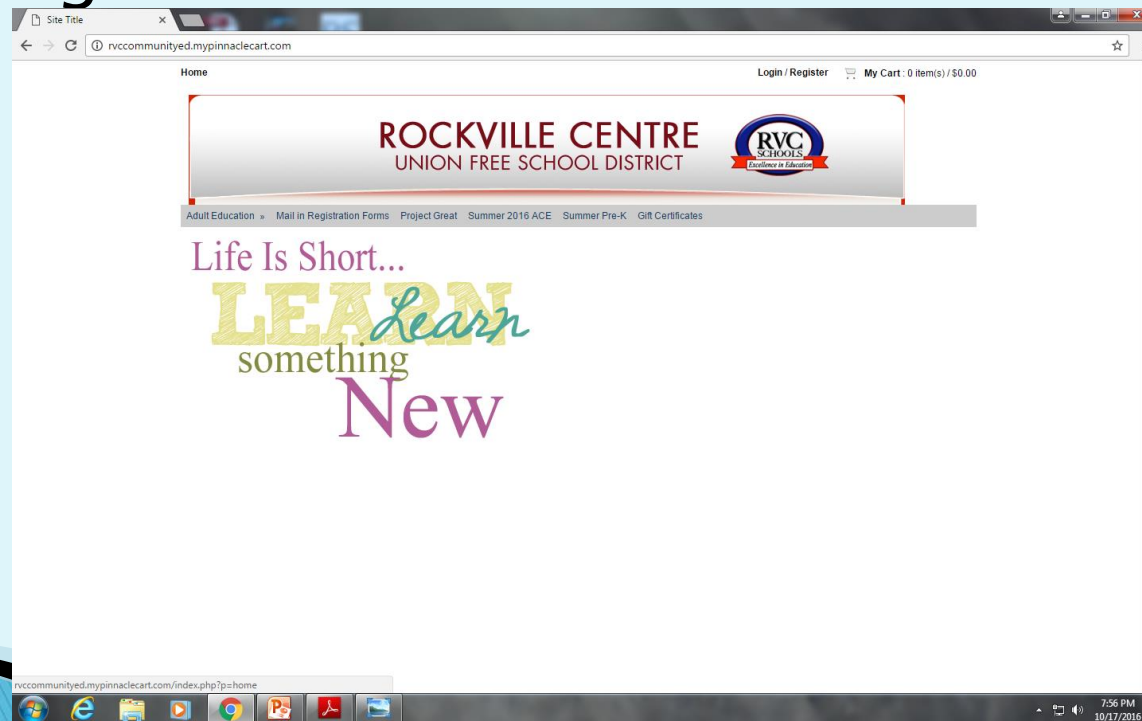 Site Title
rvccommunityed.mypinnaclecart.com
Home Login / Register My Cart : 0 item(s) / $0.00
ROCKVILLE CENTRE
UNION FREE SCHOOL DISTRICT
RVC
SCHOOLS
Excellence in Education
Adult Education » Mail in Registration Forms Project Great Summer 2016 ACE Summer Pre-K Gift Certificates
Life Is Short...
LEARN
Learn
something
New
rvccommunityed.mypinnaclecart.com/index.php?p=home
7:56 PM
10/17/2016